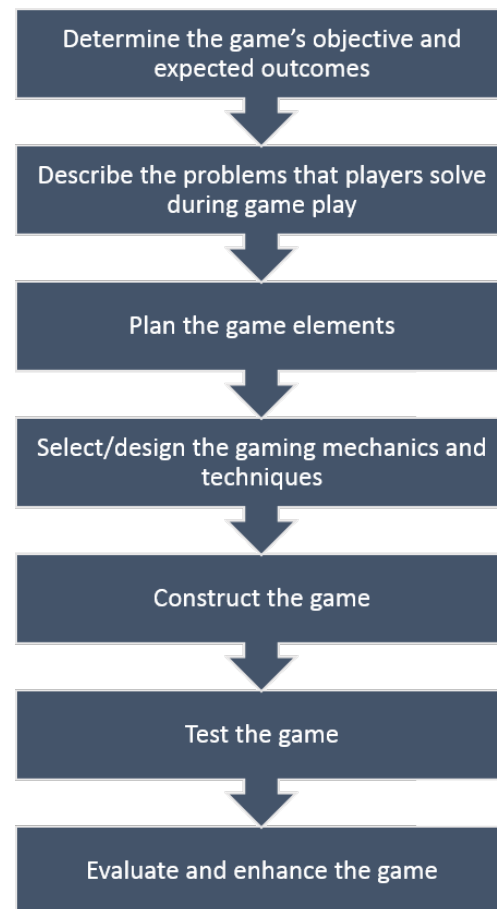 Determine the game’s objective and
expected outcomes
Describe the problems that players solve
during game play
Plan the game elements
Select/design the gaming mechanics and
techniques
Construct the game
Test the game
Evaluate and enhance the game